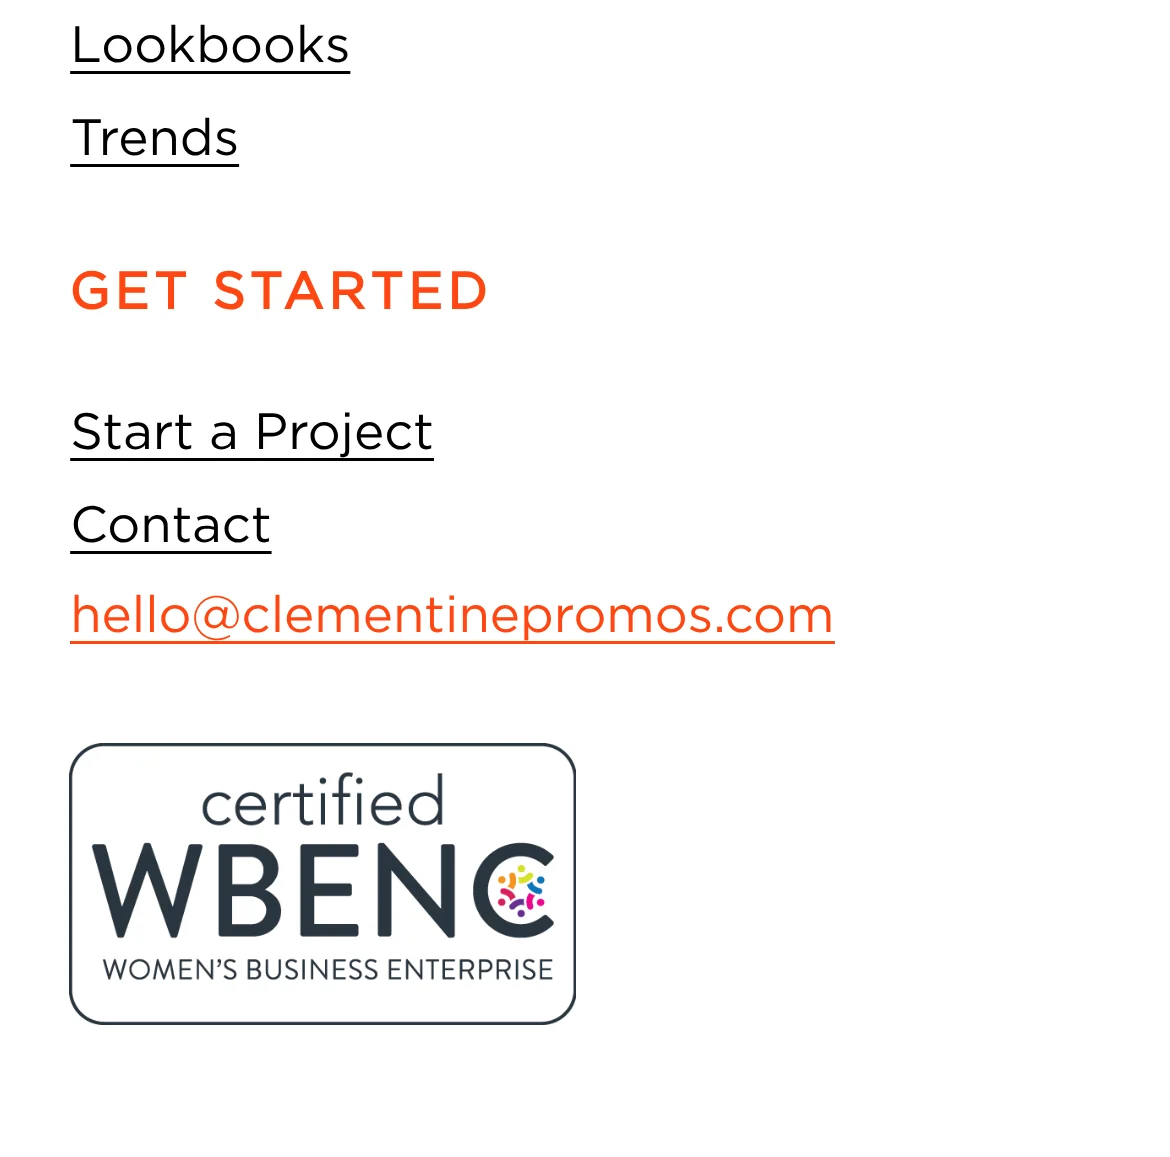 Lookbooks
Trends
GET STARTED
Start a Project
Contact
hello@clementinepromos.com
certified
WBENC
WOMEN'S BUSINESS ENTERPRISE